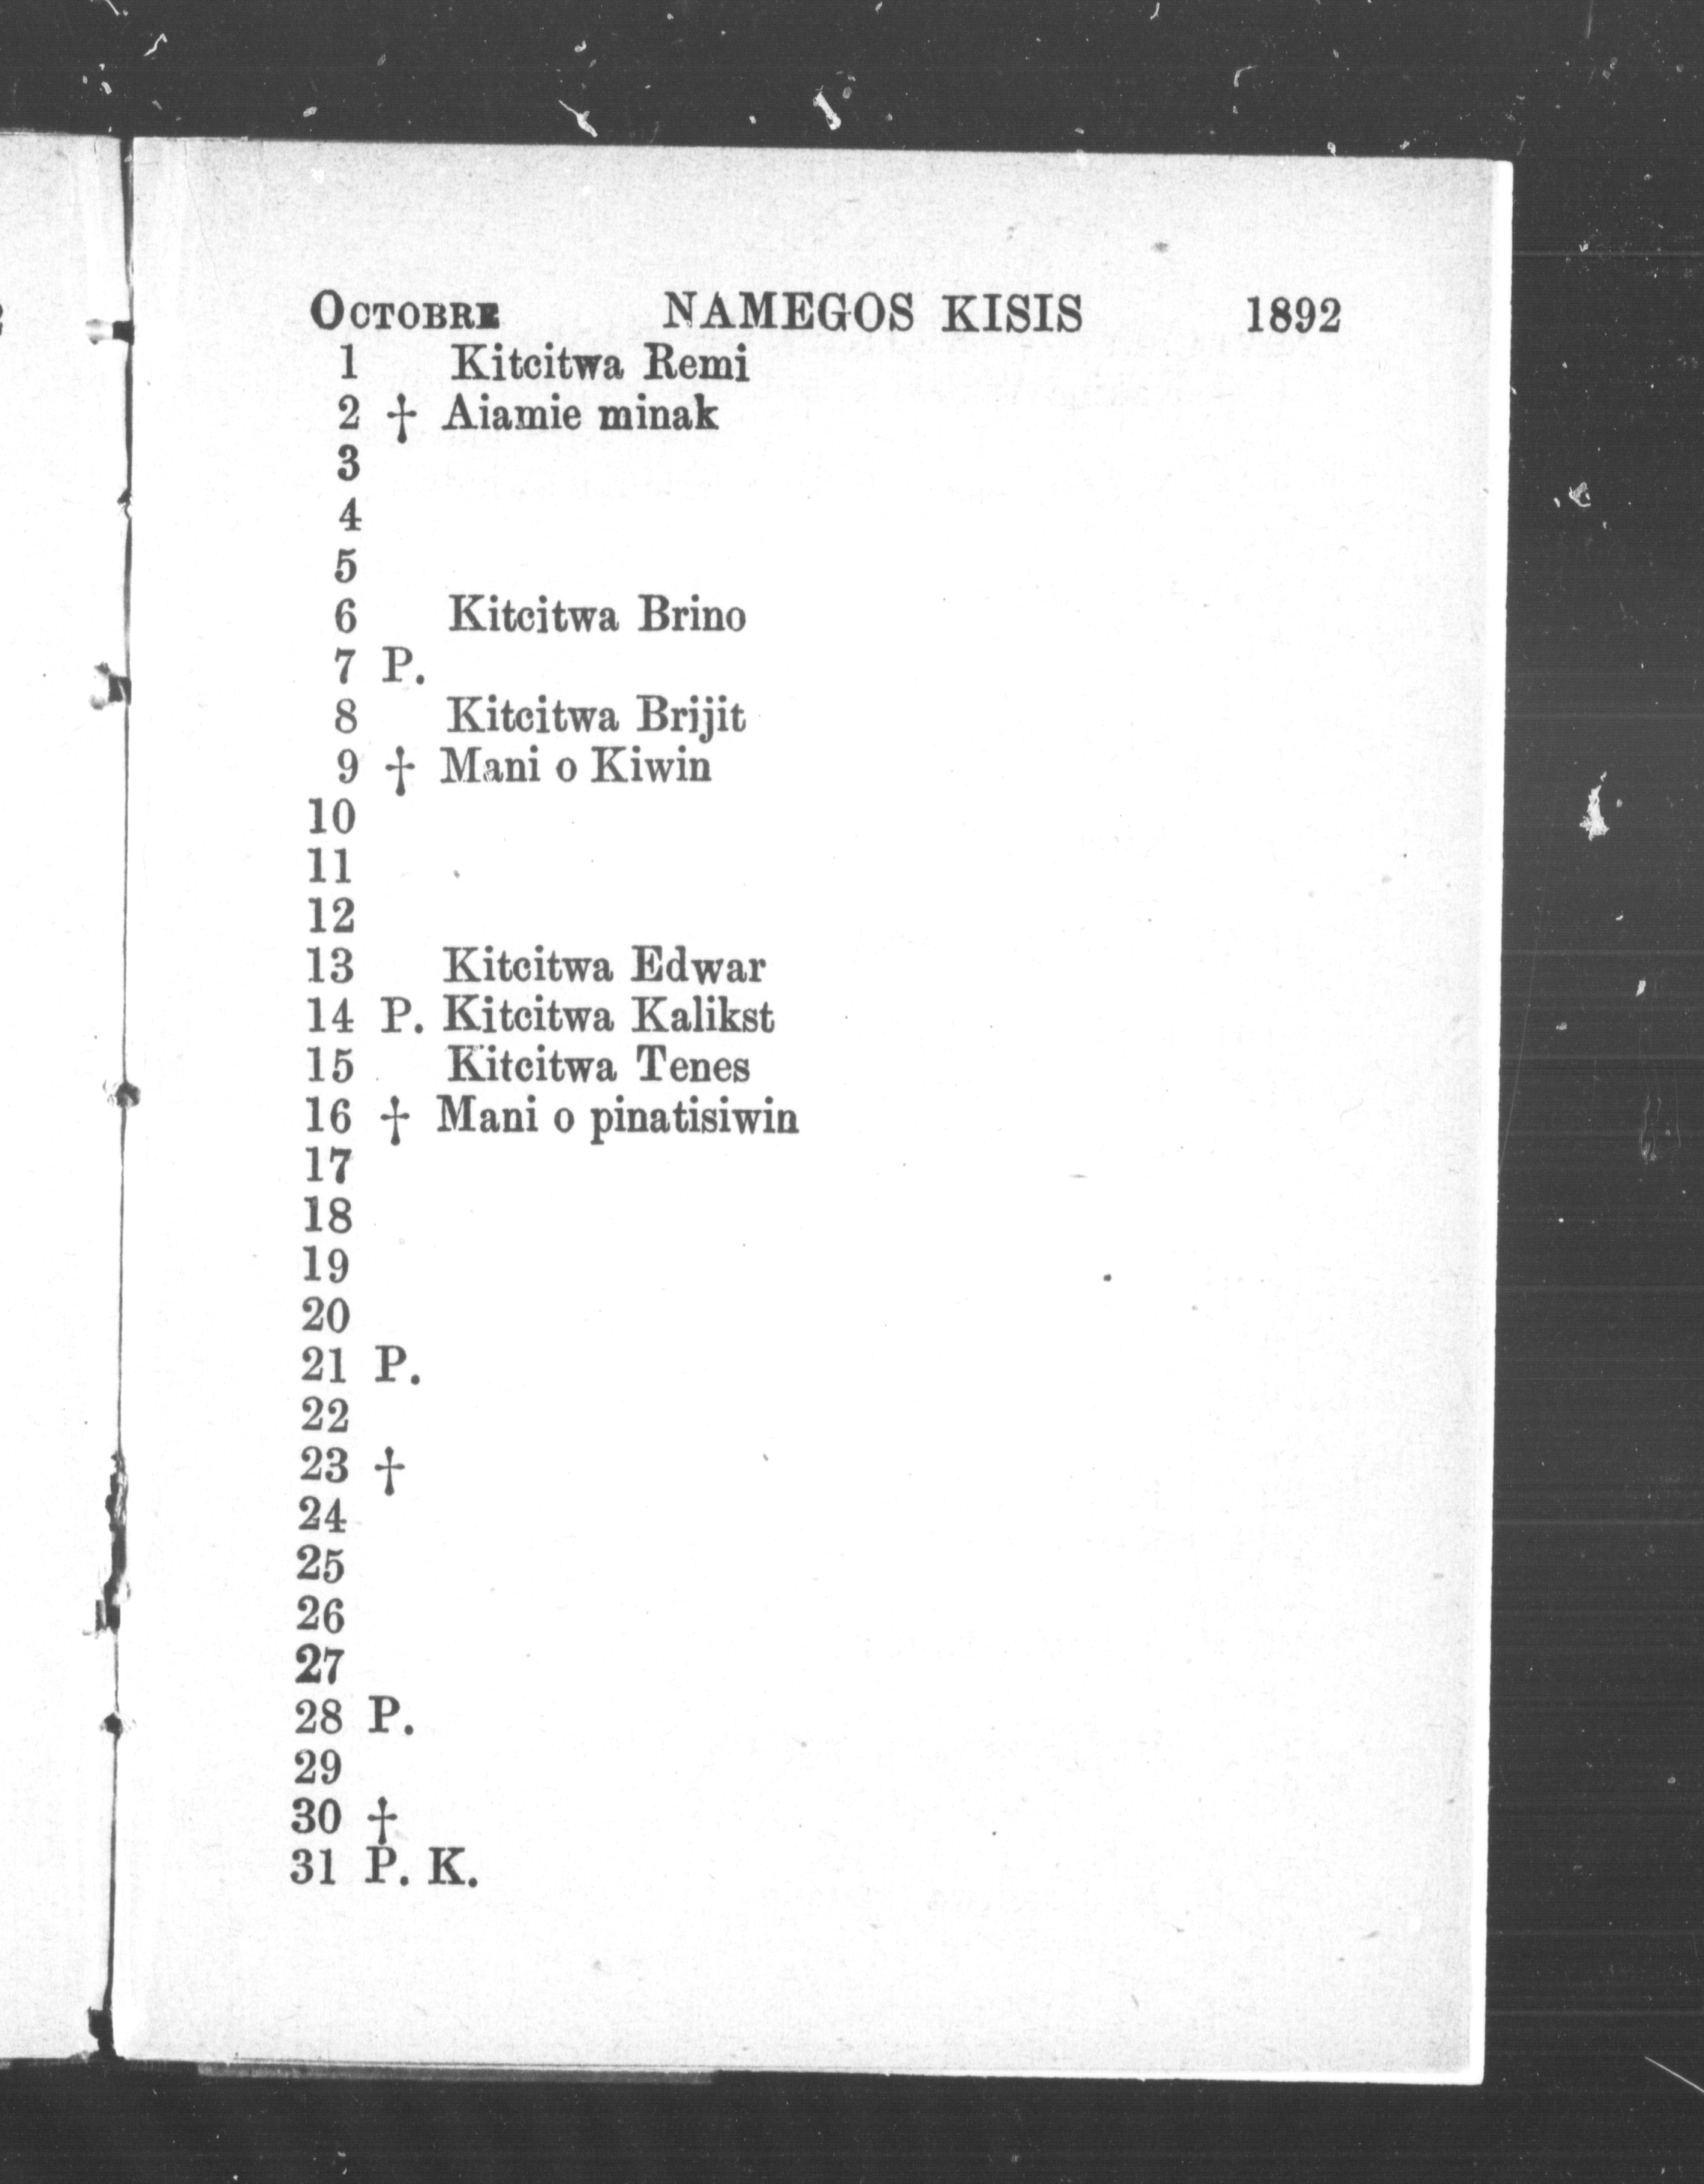 OCTOBRE NAMEGOS KISIS 1892
1 Kitcitwa Remi
2 † Aiamie minak
3
4
5
6 Kitcitwa Brino
7 P.
8 Kitcitwa Brijit
9 † Mani o Kiwin
10
11
12
13 Kitcitwa Edwar
14 P. Kitcitwa Kalikst
15 Kitcitwa Tenes
16 † Mani o pinatisiwin
17
18
19
20
21 P.
22
23 †
24
25
26
27
28 P.
29
30 †
31 P. K.